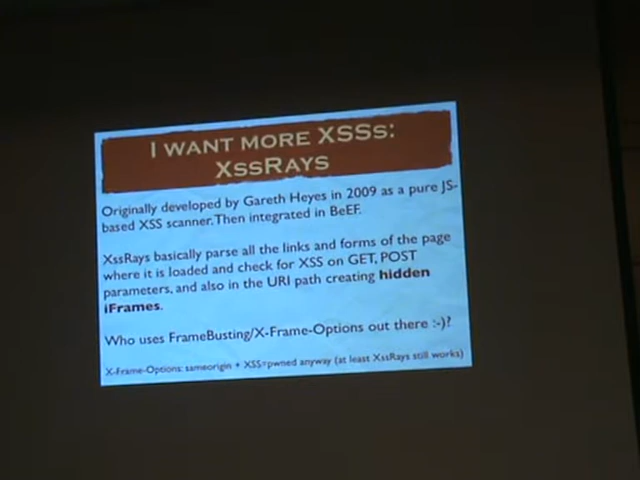 I WANT MORE XSSS:
XSSRAYS
Originally developed by Gareth Heyes in 2009 as a pure JS-
based XSS scanner. Then integrated in BeEF.
XssRays basically parse all the links and forms of the page
where it is loaded and check for XSS on GET, POST
parameters, and also in the URI path creating hidden
iFrames.
Who uses FrameBusting/X-Frame-Options out there :-)?
X-Frame-Options: sameorigin + XSS=pwned anyway (at least XssRays still works)